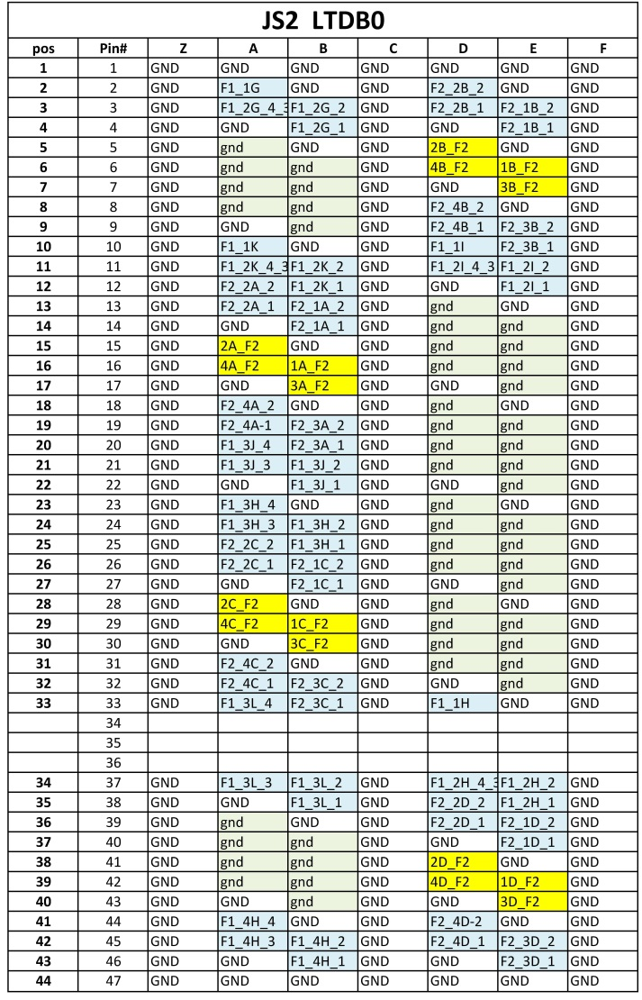 JS2 LTDB0
pos Pin# Z A B C D E F
1 1 GND GND GND GND GND GND GND
2 2 GND F1_1G GND GND F2_2B_2 GND GND
3 3 GND F1_2G_4_3 F1_2G_2 GND F2_2B_1 F2_1B_2 GND
4 4 GND GND F1_2G_1 GND GND F2_1B_1 GND
5 5 GND gnd GND GND 2B_F2 GND GND
6 6 GND gnd gnd GND 4B_F2 1B_F2 GND
7 7 GND gnd gnd GND GND 3B_F2 GND
8 8 GND gnd gnd GND F2_4B_2 GND GND
9 9 GND GND gnd GND F2_4B_1 F2_3B_2 GND
10 10 GND F1_1K GND GND F1_1I F2_3B_1 GND
11 11 GND F1_2K_4_3 F1_2K_2 GND F1_2I_4_3 F1_2I_2 GND
12 12 GND F2_2A_2 F1_2K_1 GND GND F1_2I_1 GND
13 13 GND F2_2A_1 F2_1A_2 GND gnd GND GND
14 14 GND GND F2_1A_1 GND gnd gnd GND
15 15 GND 2A_F2 GND GND gnd gnd GND
16 16 GND 4A_F2 1A_F2 GND gnd gnd GND
17 17 GND GND 3A_F2 GND GND gnd GND
18 18 GND F2_4A_2 GND GND gnd GND GND
19 19 GND F2_4A-1 F2_3A_2 GND gnd gnd GND
20 20 GND F1_3J_4 F2_3A_1 GND gnd gnd GND
21 21 GND F1_3J_3 F1_3J_2 GND gnd gnd GND
22 22 GND GND F1_3J_1 GND GND gnd GND
23 23 GND F1_3H_4 GND GND gnd GND GND
24 24 GND F1_3H_3 F1_3H_2 GND gnd gnd GND
25 25 GND F2_2C_2 F1_3H_1 GND gnd gnd GND
26 26 GND F2_2C_1 F2_1C_2 GND gnd gnd GND
27 27 GND GND F2_1C_1 GND GND gnd GND
28 28 GND 2C_F2 GND GND gnd GND GND
29 29 GND 4C_F2 1C_F2 GND gnd gnd GND
30 30 GND GND 3C_F2 GND gnd gnd GND
31 31 GND F2_4C_2 GND GND gnd gnd GND
32 32 GND F2_4C_1 F2_3C_2 GND GND gnd GND
33 33 GND F1_3L_4 F2_3C_1 GND F1_1H GND GND
34
35
36
34 37 GND F1_3L_3 F1_3L_2 GND F1_2H_4_3 F1_2H_2 GND
35 38 GND GND F1_3L_1 GND F2_2D_2 F1_2H_1 GND
36 39 GND gnd GND GND F2_2D_1 F2_1D_2 GND
37 40 GND gnd gnd GND GND F2_1D_1 GND
38 41 GND gnd gnd GND 2D_F2 GND GND
39 42 GND gnd gnd GND 4D_F2 1D_F2 GND
40 43 GND GND gnd GND GND 3D_F2 GND
41 44 GND F1_4H_4 GND GND F2_4D-2 GND GND
42 45 GND F1_4H_3 F1_4H_2 GND F2_4D_1 F2_3D_2 GND
43 46 GND GND F1_4H_1 GND GND F2_3D_1 GND
44 47 GND GND GND GND GND GND GND